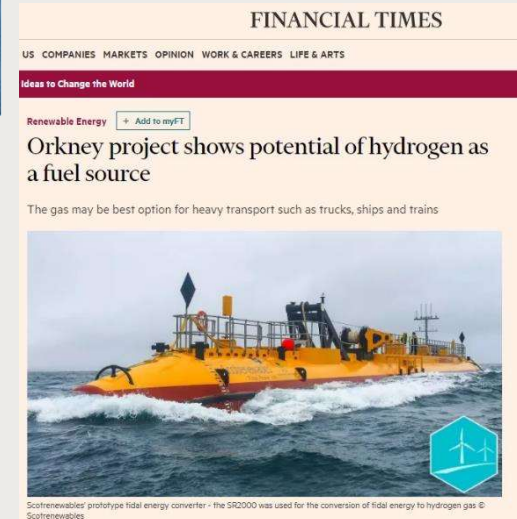 FINANCIAL TIMES
US COMPANIES MARKETS OPINION WORK & CAREERS LIFE & ARTS
Ideas to Change the World
Renewable Energy + Add to myFT
Orkney project shows potential of hydrogen as
a fuel source
The gas may be best option for heavy transport such as trucks, ships and trains
Scotrenewables' prototype tidal energy converter - the SR2000 was used for the conversion of tidal energy to hydrogen gas ©
Scotrenewables